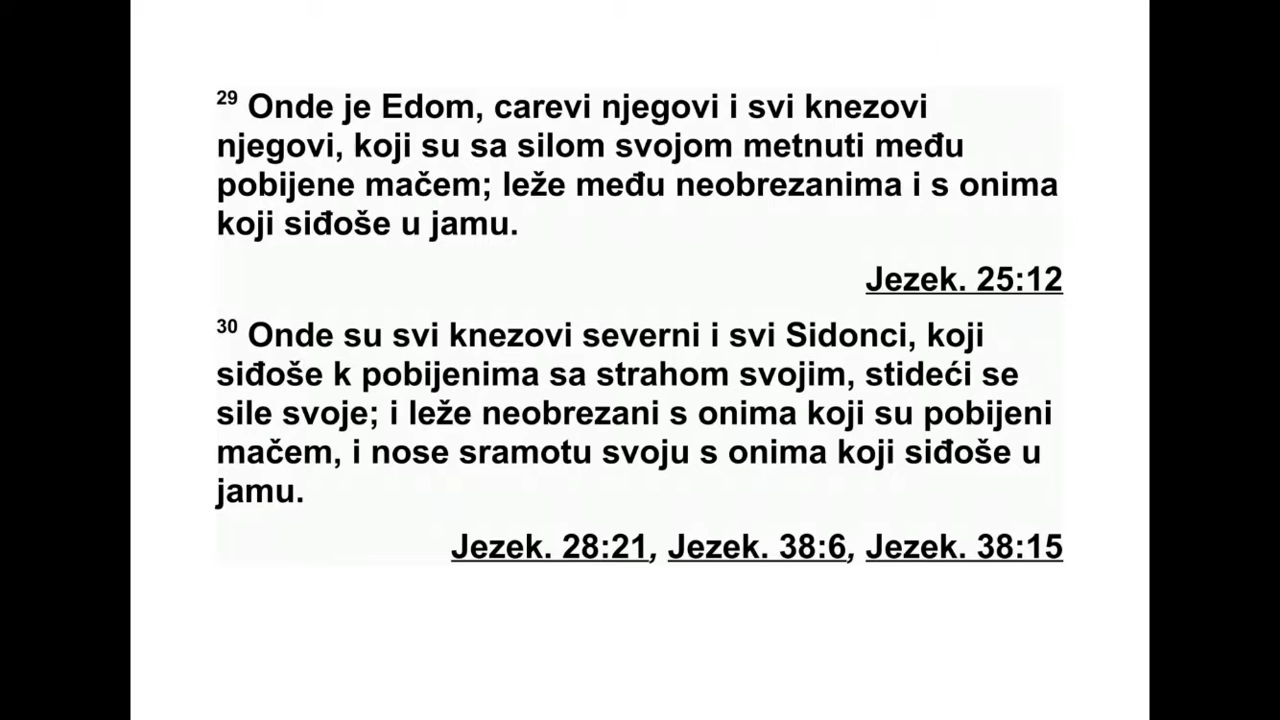 29 Onde je Edom, carevi njegovi i svi knezovi
njegovi, koji su sa silom svojom metnuti među
pobijene mačem; leže među neobrezanima i s onima
koji siđoše u jamu.
Jezek. 25:12
30 Onde su svi knezovi severni i svi Sidonci, koji
siđoše k pobijenima sa strahom svojim, stideći se
sile svoje; i leže neobrezani s onima koji su pobijeni
mačem, i nose sramotu svoju s onima koji siđoše u
jamu.
Jezek. 28:21, Jezek. 38:6, Jezek. 38:15